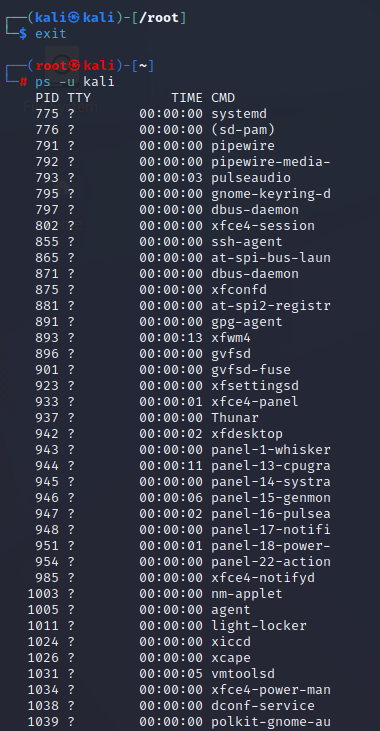 ┌──(kali㉿kali)-[/root]
└─$ exit
┌──(root㉿kali)-[~]
└─# ps -u kali
PID TTY TIME CMD
775 ? 00:00:00 systemd
776 ? 00:00:00 (sd-pam)
791 ? 00:00:00 pipewire
792 ? 00:00:00 pipewire-media-
793 ? 00:00:03 pulseaudio
795 ? 00:00:00 gnome-keyring-d
797 ? 00:00:00 dbus-daemon
802 ? 00:00:00 xfce4-session
855 ? 00:00:00 ssh-agent
865 ? 00:00:00 at-spi-bus-laun
871 ? 00:00:00 dbus-daemon
875 ? 00:00:00 xfconfd
881 ? 00:00:00 at-spi2-registr
891 ? 00:00:00 gpg-agent
893 ? 00:00:13 xfwm4
896 ? 00:00:00 gvfsd
901 ? 00:00:00 gvfsd-fuse
923 ? 00:00:00 xfsettingsd
933 ? 00:00:01 xfce4-panel
937 ? 00:00:00 Thunar
942 ? 00:00:02 xfdesktop
943 ? 00:00:00 panel-1-whisker
944 ? 00:00:11 panel-13-cpugra
945 ? 00:00:00 panel-14-systra
946 ? 00:00:06 panel-15-genmon
947 ? 00:00:02 panel-16-pulsea
948 ? 00:00:00 panel-17-notifi
951 ? 00:00:01 panel-18-power-
954 ? 00:00:00 panel-22-action
985 ? 00:00:00 xfce4-notifyd
1003 ? 00:00:00 nm-applet
1005 ? 00:00:00 agent
1011 ? 00:00:00 light-locker
1024 ? 00:00:00 xiccd
1026 ? 00:00:00 xcape
1031 ? 00:00:05 vmtoolsd
1034 ? 00:00:00 xfce4-power-man
1038 ? 00:00:00 dconf-service
1039 ? 00:00:00 polkit-gnome-au